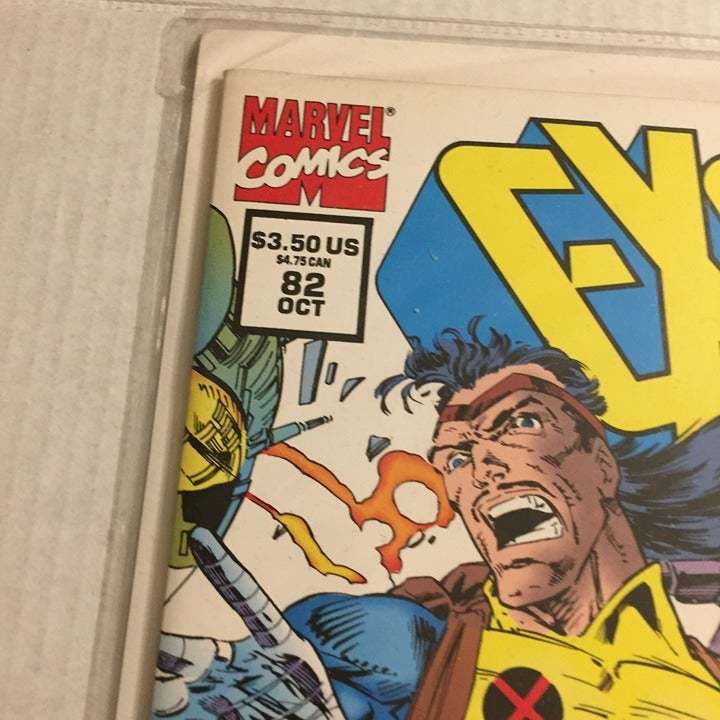 MARVEL®
COMICS
M
$3.50 US
$4.75 CAN
82
OCT
X